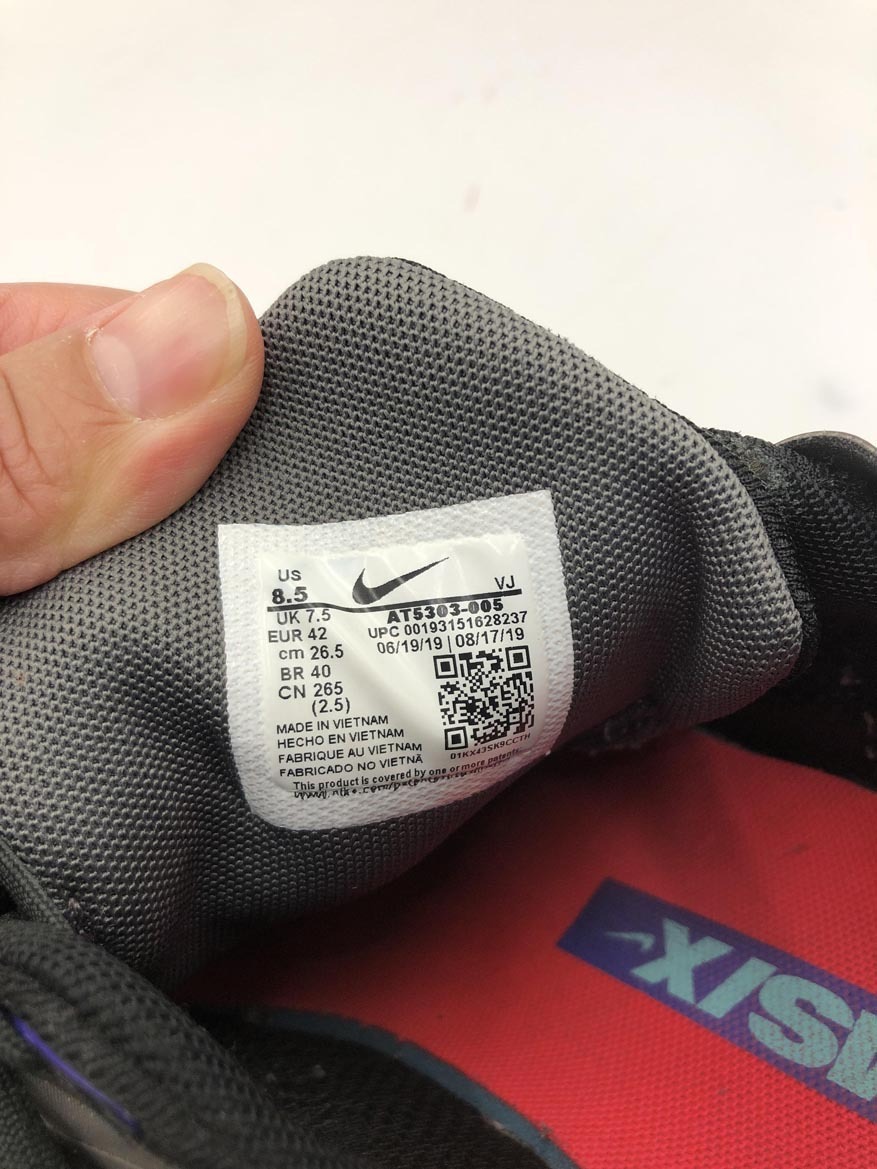 US
8.5
VJ
UK 7.5
AT5303-005
EUR 42
UPC 00193151628237
cm 26.5
06/19/19 | 08/17/19
BR 40
CN 265
(2.5)
MADE IN VIETNAM
HECHO EN VIETNAM
FABRIQUE AU VIETNAM
FABRICADO NO VIETNÃ
01KX43SK9CCTH
This product is covered by one or more patents.